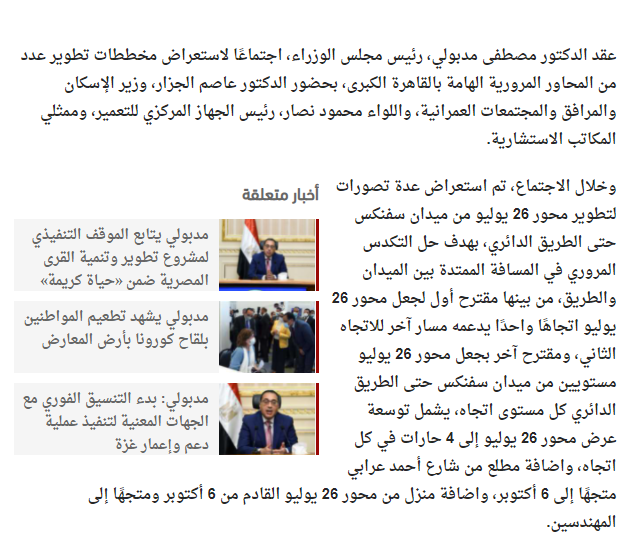 عقد الدكتور مصطفى مدبولي، رئيس مجلس الوزراء، اجتماعًا لاستعراض مخططات تطوير عدد
من المحاور المرورية الهامة بالقاهرة الكبرى، بحضور الدكتور عاصم الجزار، وزير الإسكان
والمرافق والمجتمعات العمرانية، واللواء محمود نصار، رئيس الجهاز المركزي للتعمير، وممثلي
المكاتب الاستشارية.
وخلال الاجتماع، تم استعراض عدة تصورات
لتطوير محور 26 يوليو من ميدان سفنكس
حتى الطريق الدائري، بهدف حل التكدس
المروري في المسافة الممتدة بين الميدان
والطريق، من بينها مقترح أول لجعل محور 26
يوليو اتجاهًا واحدًا يدعمه مسار آخر للاتجاه
الثاني، ومقترح آخر بجعل محور 26 يوليو
مستويين من ميدان سفنكس حتى الطريق
الدائري كل مستوى اتجاه، يشمل توسعة
عرض محور 26 يوليو إلى 4 حارات في كل
اتجاه، واضافة مطلع من شارع أحمد عرابي
متجهًا إلى 6 أكتوبر، واضافة منزل من محور 26 يوليو القادم من 6 أكتوبر ومتجهًا إلى
المهندسين.
أخبار متعلقة
مدبولي يتابع الموقف التنفيذي
لمشروع تطوير وتنمية القرى
المصرية ضمن «حياة كريمة»
مدبولي يشهد تطعيم المواطنين
بلقاح كورونا بأرض المعارض
مدبولي: بدء التنسيق الفوري مع
الجهات المعنية لتنفيذ عملية
دعم وإعمار غزة